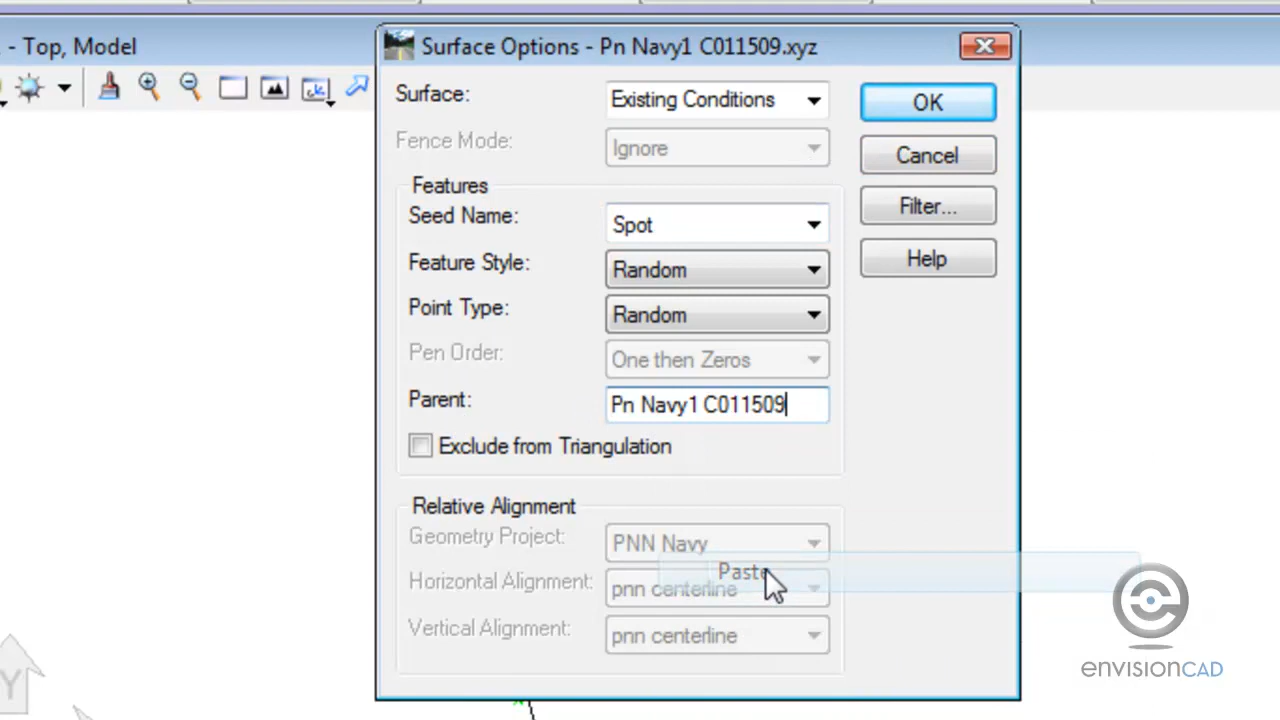 - Top, Model
Surface Options - Pn Navy1 C011509.xyz
Surface: Existing Conditions
OK
Fence Mode: Ignore
Cancel
Features
Filter...
Seed Name: Spot
Help
Feature Style: Random
Point Type: Random
Pen Order: One then Zeros
Parent: Pn Navy1 C011509
Exclude from Triangulation
Relative Alignment
Geometry Project: PNN Navy
Paste
Horizontal Alignment: pnn centerline
Vertical Alignment: pnn centerline
Y
envisionCAD